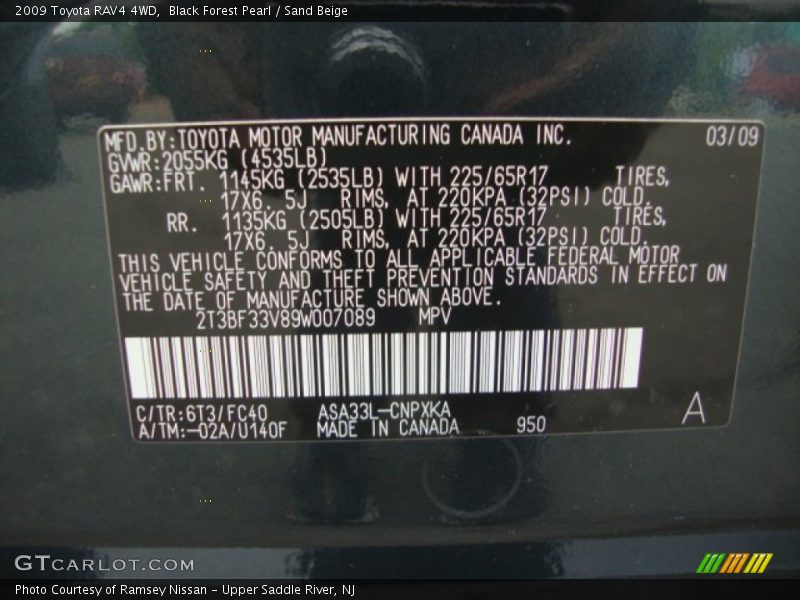 2009 Toyota RAV4 4WD,  Black Forest Pearl / Sand Beige
MFD.BY:TOYOTA MOTOR MANUFACTURING CANADA INC. 03/09
GVWR:2055KG (4535LB)
GAWR:FRT. 1145KG (2535LB) WITH 225/65R17 TIRES,
17X6. 5J RIMS, AT 220KPA (32PSI) COLD.
RR. 1135KG (2505LB) WITH 225/65R17 TIRES,
17X6. 5J RIMS, AT 220KPA (32PSI) COLD.
THIS VEHICLE CONFORMS TO ALL APPLICABLE FEDERAL MOTOR
VEHICLE SAFETY AND THEFT PREVENTION STANDARDS IN EFFECT ON
THE DATE OF MANUFACTURE SHOWN ABOVE.
2T3BF33V89W007089 MPV
C/TR:6T3/FC40 ASA33L-CNPXKA
A/TM:-02A/U140F MADE IN CANADA 950 A
GTCARLOT.COM
Photo Courtesy of Ramsey Nissan - Upper Saddle River, NJ